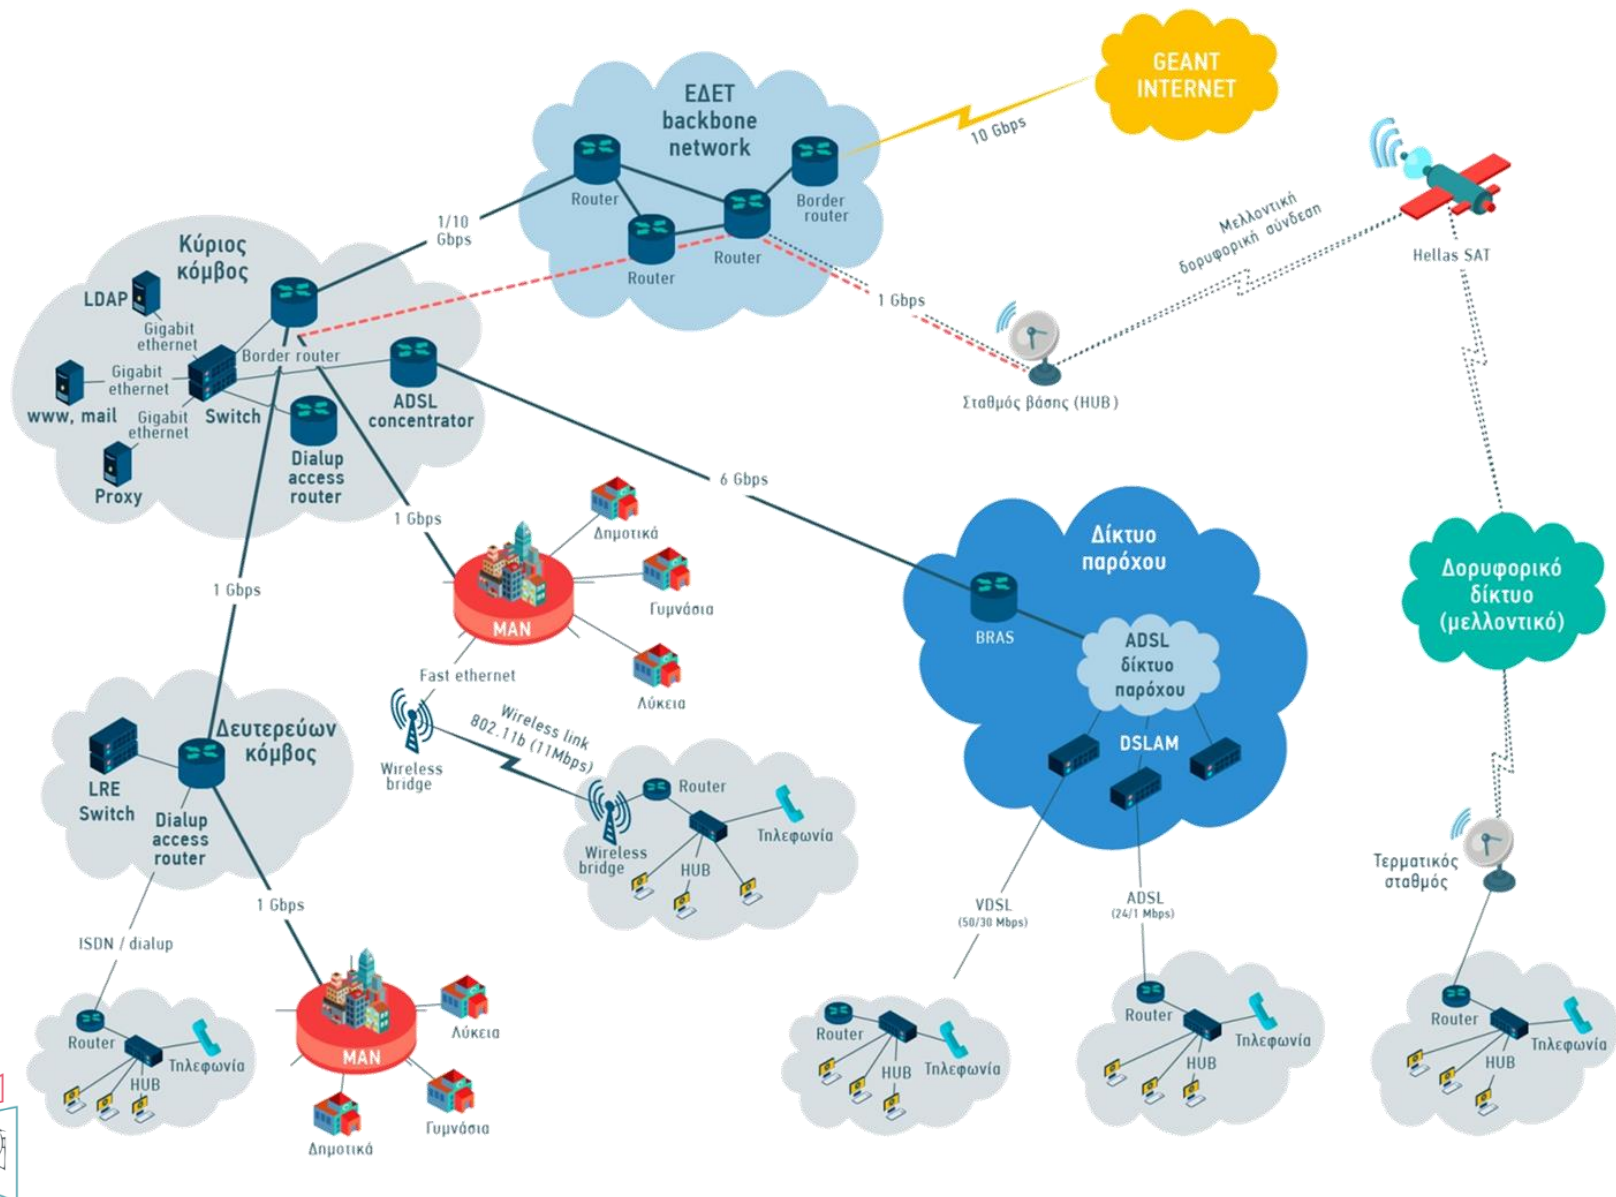 GEANT
INTERNET
10 Gbps
ΕΔΕΤ
backbone
network
Router
Border
router
Router
Router
1/10
Gbps
Μελλοντική
δορυφορική σύνδεση
Hellas SAT
1 Gbps
Σταθμός βάσης (HUB)
Κύριος
κόμβος
LDAP
Gigabit
ethernet
Border router
Gigabit
ethernet
www, mail
Gigabit
ethernet
Switch
ADSL
concentrator
Proxy
Dialup
access
router
6 Gbps
1 Gbps
1 Gbps
Δημοτικά
Γυμνάσια
Λύκεια
MAN
Fast ethernet
Wireless
bridge
Wireless link
802.11b (11Mbps)
Δίκτυο
παρόχου
BRAS
ADSL
δίκτυο
παρόχου
DSLAM
Δορυφορικό
δίκτυο
(μελλοντικό)
Δευτερεύων
κόμβος
LRE
Switch
Dialup
access
router
Router
Τηλεφωνία
Wireless
bridge
HUB
Τερματικός
σταθμός
VDSL
(50/30 Mbps)
ADSL
(24/1 Mbps)
1 Gbps
ISDN / dialup
Router
Τηλεφωνία
HUB
MAN
Λύκεια
Γυμνάσια
Δημοτικά
Router
HUB
Τηλεφωνία
Router
HUB
Τηλεφωνία
Router
HUB
Τηλεφωνία